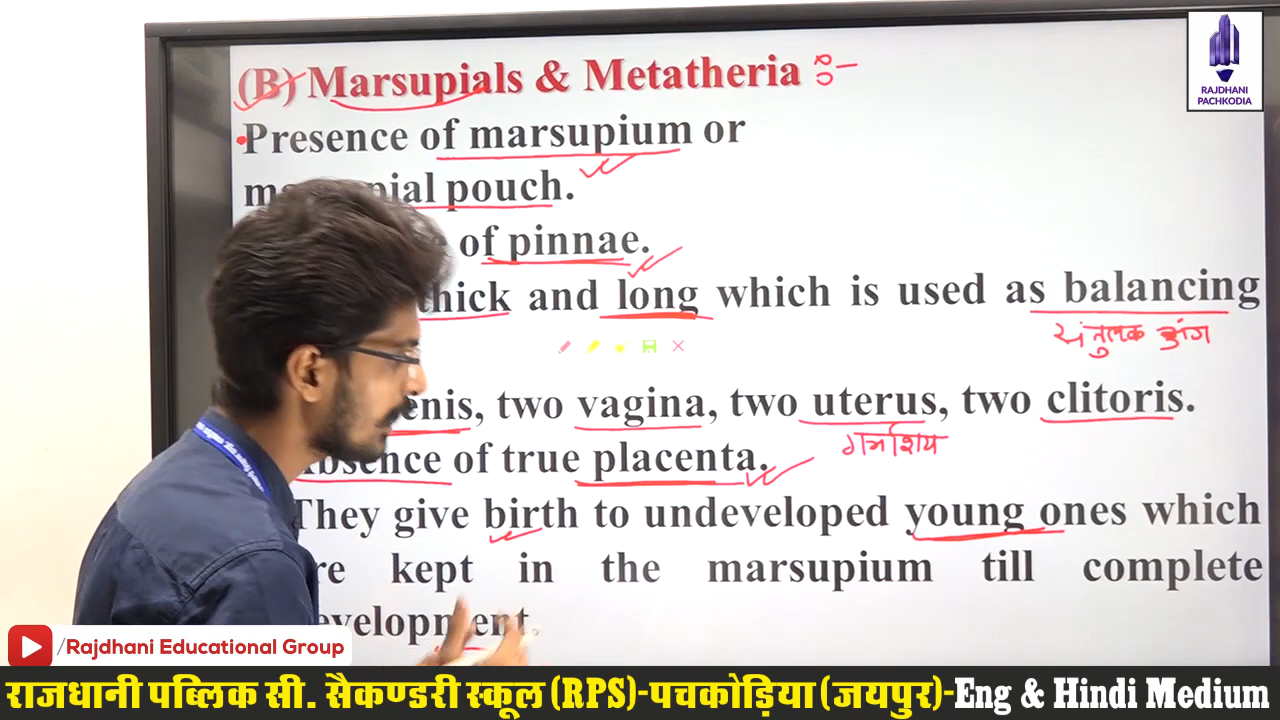 (B) Marsupials & Metatheria :-
Presence of marsupium or
pouch.
of pinnae.
thick and long which is used as balancing
संतुलक अंग
two vagina, two uterus, two clitoris.
गर्भाशय
Absence of true placenta.
They give birth to undeveloped young ones which
kept in the marsupium till complete
RAJDHANI
PACHKODIA
/Rajdhani Educational Group
राजधानी पब्लिक सी. सैकण्डरी स्कूल (RPS)-पचकोड़िया (जयपुर)-Eng & Hindi Medium